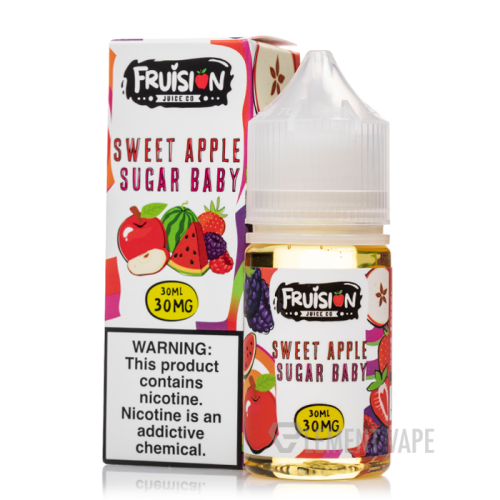 FRUISION
JUICE CO
SWEET APPLE
SUGAR BABY
30ML
30MG
WARNING:
This product
contains
nicotine.
Nicotine is an
addictive
chemical.
FRUISION
JUICE CO
SWEET APPLE
SUGAR BABY
30ML
30MG
ELEMENTVAPE